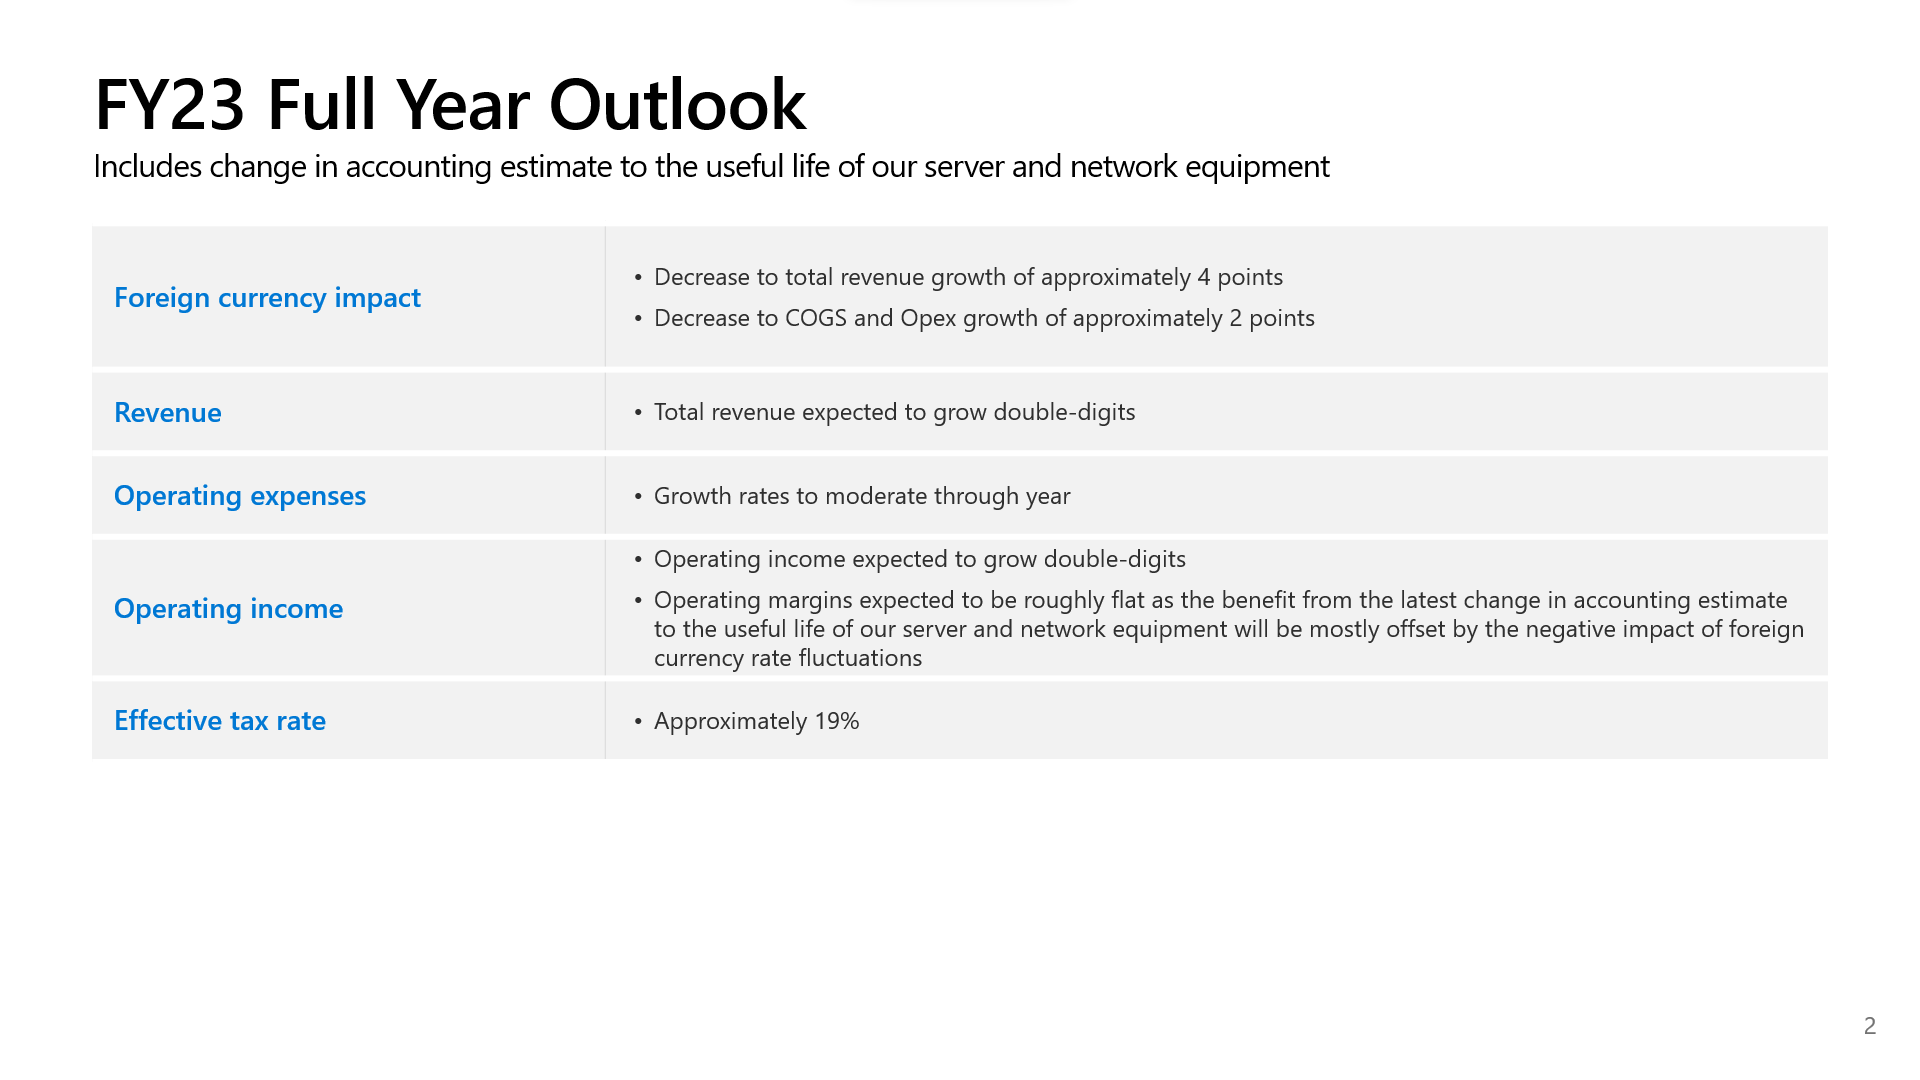 FY23 Full Year Outlook
Includes change in accounting estimate to the useful life of our server and network equipment
Foreign currency impact
• Decrease to total revenue growth of approximately 4 points
• Decrease to COGS and Opex growth of approximately 2 points
Revenue
• Total revenue expected to grow double-digits
Operating expenses
• Growth rates to moderate through year
Operating income
• Operating income expected to grow double-digits
• Operating margins expected to be roughly flat as the benefit from the latest change in accounting estimate
to the useful life of our server and network equipment will be mostly offset by the negative impact of foreign
currency rate fluctuations
Effective tax rate
• Approximately 19%
2